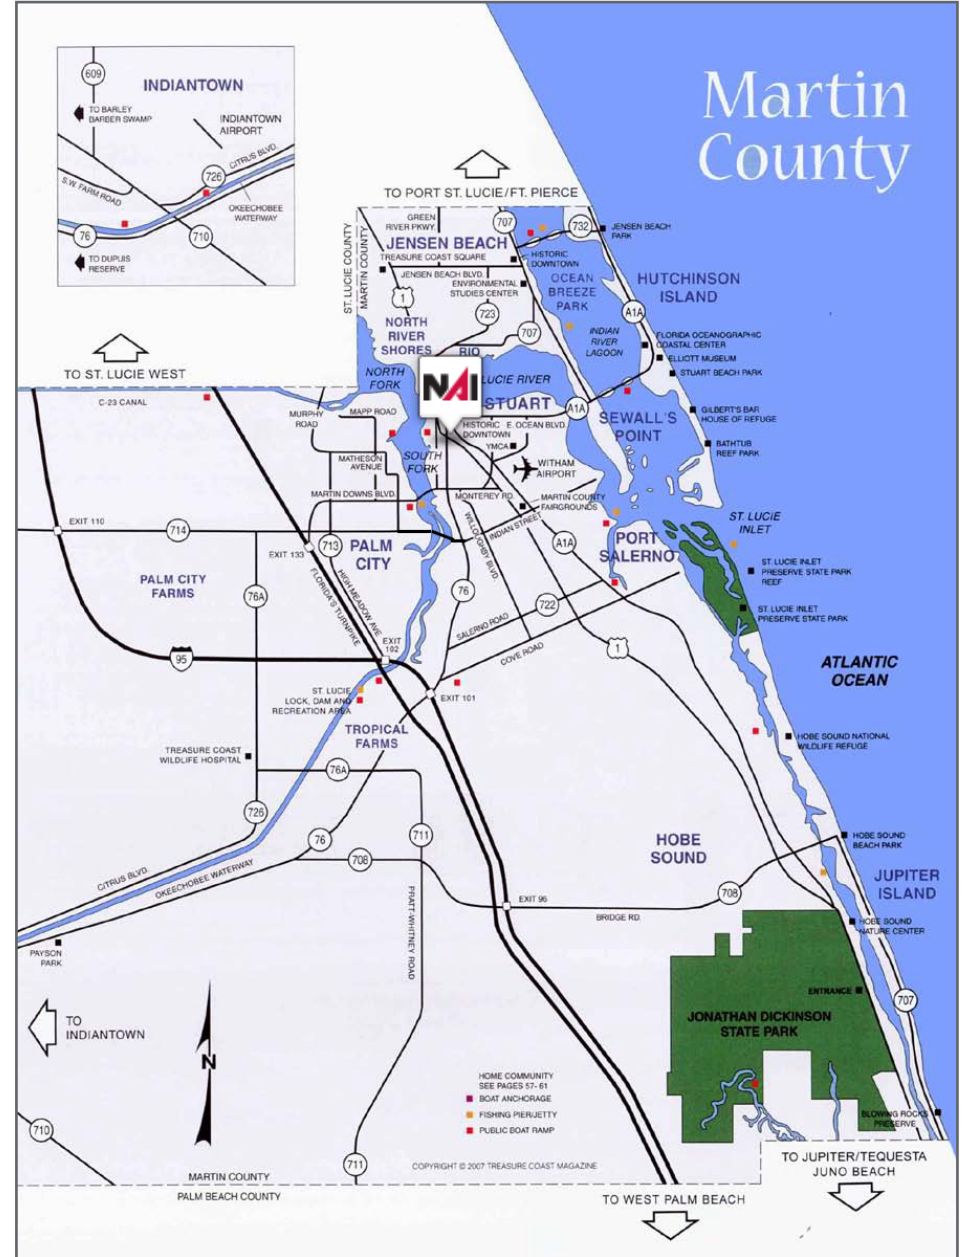 Martin
County
609
INDIANTOWN
TO BARLEY
BARBER SWAMP
INDIANTOWN
AIRPORT
CITRUS BLVD.
726
S.W. FARM ROAD
OKEECHOBEE
WATERWAY
76
710
TO DUPUIS
RESERVE
TO PORT ST. LUCIE/FT. PIERCE
ST. LUCIE COUNTY
MARTIN COUNTY
GREEN
RIVER PKWY.
707
732
JENSEN BEACH
PARK
JENSEN BEACH
TREASURE COAST SQUARE
HISTORIC
DOWNTOWN
JENSEN BEACH BLVD.
ENVIRONMENTAL
STUDIES CENTER
OCEAN
BREEZE
PARK
HUTCHINSON
ISLAND
1
723
707
A1A
NORTH
RIVER
SHORES
RIO
INDIAN
RIVER
LAGOON
FLORIDA OCEANOGRAPHIC
COASTAL CENTER
ELLIOTT MUSEUM
STUART BEACH PARK
TO ST. LUCIE WEST
NORTH
FORK
NAI
LUCIE RIVER
C-23 CANAL
MURPHY
ROAD
MAPP ROAD
STUART
A1A
SEWALL'S
POINT
GILBERT'S BAR
HOUSE OF REFUGE
HISTORIC
DOWNTOWN
E. OCEAN BLVD.
YMCA
BATHTUB
REEF PARK
MATHESON
AVENUE
SOUTH
FORK
WITHAM
AIRPORT
MARTIN DOWNS BLVD.
MONTEREY RD.
MARTIN COUNTY
FAIRGROUNDS
EXIT 110
714
WILLOUGHBY BLVD.
INDIAN STREET
ST. LUCIE
INLET
EXIT 133
713
PALM
CITY
A1A
PORT
SALERNO
ST. LUCIE INLET
PRESERVE STATE PARK
REEF
PALM CITY
FARMS
76A
FLORIDA'S TURNPIKE
HIGH MEADOW AVE
76
722
ST. LUCIE INLET
PRESERVE STATE PARK
SALERNO ROAD
COVE ROAD
1
95
EXIT
102
ATLANTIC
OCEAN
EXIT 101
ST. LUCIE
LOCK, DAM AND
RECREATION AREA
TROPICAL
FARMS
HOBE SOUND NATIONAL
WILDLIFE REFUGE
TREASURE COAST
WILDLIFE HOSPITAL
76A
726
76
711
708
HOBE
SOUND
HOBE SOUND
BEACH PARK
CITRUS BLVD.
OKEECHOBEE WATERWAY
JUPITER
ISLAND
PRATT-WHITNEY ROAD
EXIT 96
BRIDGE RD.
708
HOBE SOUND
NATURE CENTER
PAYSON
PARK
ENTRANCE
707
TO
INDIANTOWN
JONATHAN DICKINSON
STATE PARK
N
HOME COMMUNITY
SEE PAGES 57- 61
BOAT ANCHORAGE
FISHING PIER/JETTY
PUBLIC BOAT RAMP
BLOWING ROCKS
PRESERVE
710
711
COPYRIGHT © 2007 TREASURE COAST MAGAZINE
MARTIN COUNTY
PALM BEACH COUNTY
TO WEST PALM BEACH
TO JUPITER/TEQUESTA
JUNO BEACH